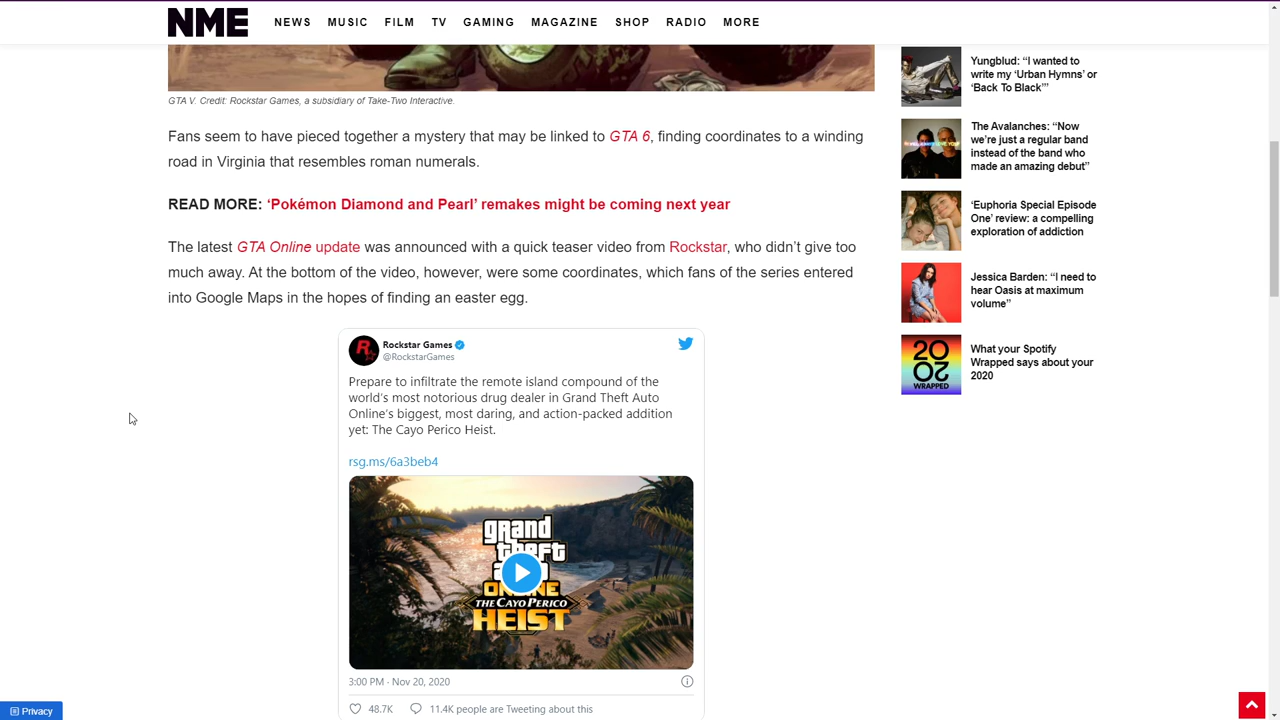 NME
NEWS MUSIC FILM TV GAMING MAGAZINE SHOP RADIO MORE
GTA V. Credit: Rockstar Games, a subsidiary of Take-Two Interactive.
Fans seem to have pieced together a mystery that may be linked to GTA 6, finding coordinates to a winding
road in Virginia that resembles roman numerals.
READ MORE: ‘Pokémon Diamond and Pearl’ remakes might be coming next year
The latest GTA Online update was announced with a quick teaser video from Rockstar, who didn’t give too
much away. At the bottom of the video, however, were some coordinates, which fans of the series entered
into Google Maps in the hopes of finding an easter egg.
Rockstar Games
@RockstarGames
Prepare to infiltrate the remote island compound of the
world’s most notorious drug dealer in Grand Theft Auto
Online’s biggest, most daring, and action-packed addition
yet: The Cayo Perico Heist.
rsg.ms/6a3beb4
grand
theft
ONLINE
THE CAYO PERICO
HEIST
3:00 PM · Nov 20, 2020
48.7K 11.4K people are Tweeting about this
Yungblud: “I wanted to
write my ‘Urban Hymns’ or
‘Back To Black’”
The Avalanches: “Now
we’re just a regular band
instead of the band who
made an amazing debut”
‘Euphoria Special Episode
One’ review: a compelling
exploration of addiction
Jessica Barden: “I need to
hear Oasis at maximum
volume”
2020
WRAPPED
What your Spotify
Wrapped says about your
2020
Privacy